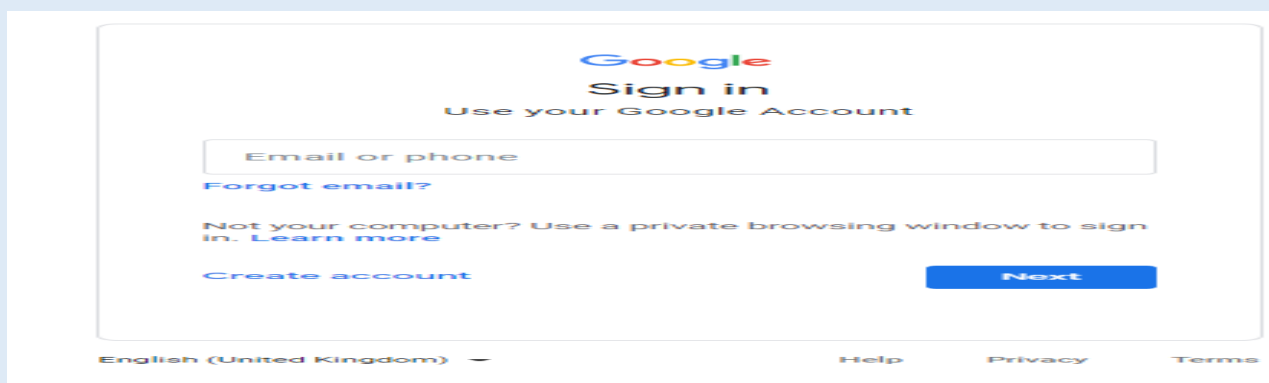 Google
Sign in
Use your Google Account
Email or phone
Forgot email?
Not your computer? Use a private browsing window to sign
in. Learn more
Create account
Next
English (United Kingdom)
Help
Privacy
Terms